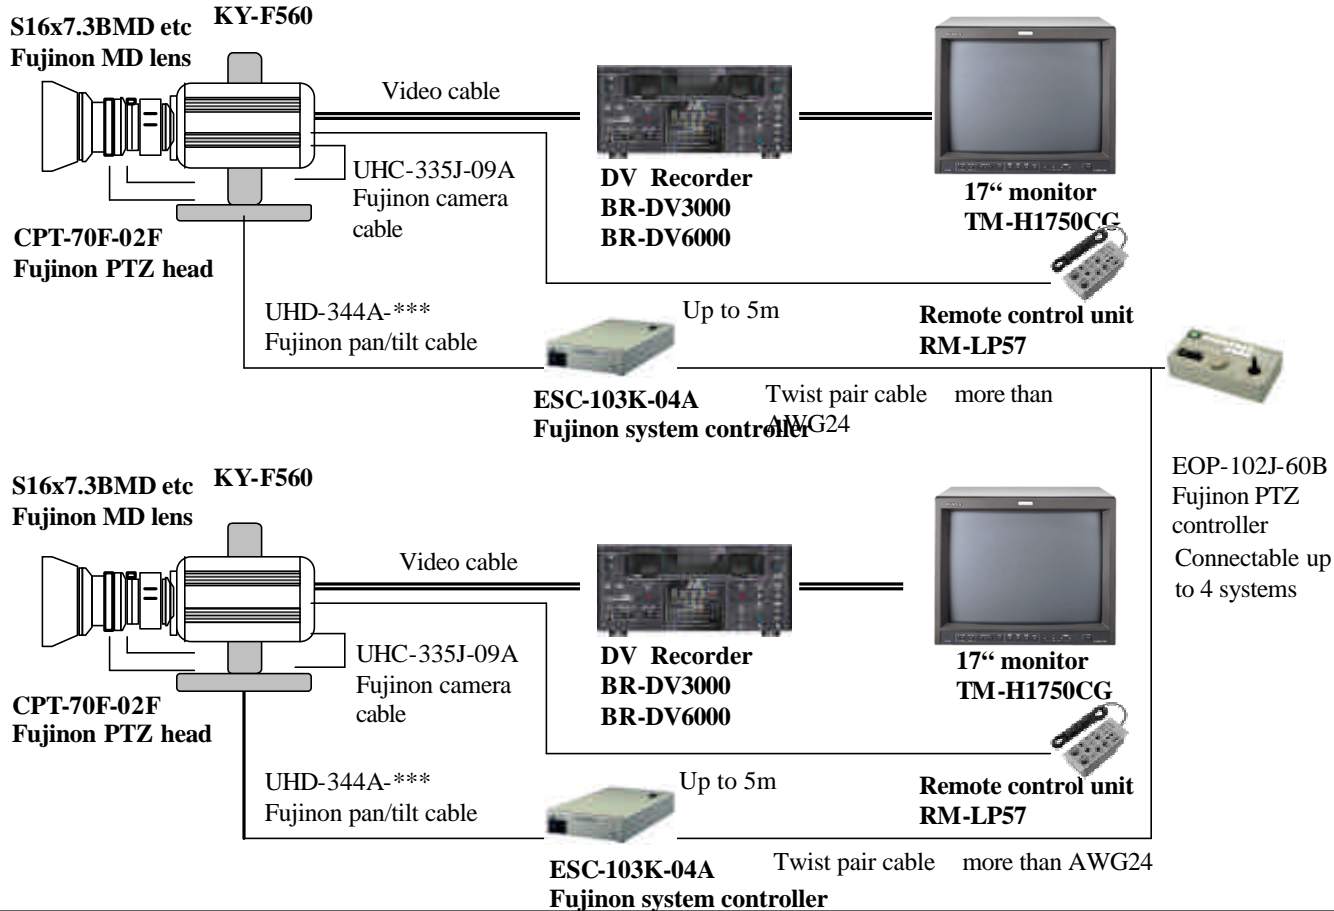 S16x7.3BMD etc
Fujinon MD lens
KY-F560
Video cable
UHC-335J-09A
Fujinon camera
cable
DV Recorder
BR-DV3000
BR-DV6000
17“ monitor
TM-H1750CG
CPT-70F-02F
Fujinon PTZ head
UHD-344A-***
Fujinon pan/tilt cable
Up to 5m
Remote control unit
RM-LP57
ESC-103K-04A
Fujinon system controller
Twist pair cable more than
AWG24
EOP-102J-60B
Fujinon PTZ
controller
Connectable up
to 4 systems
S16x7.3BMD etc
Fujinon MD lens
KY-F560
Video cable
UHC-335J-09A
Fujinon camera
cable
DV Recorder
BR-DV3000
BR-DV6000
17“ monitor
TM-H1750CG
CPT-70F-02F
Fujinon PTZ head
UHD-344A-***
Fujinon pan/tilt cable
Up to 5m
Remote control unit
RM-LP57
ESC-103K-04A
Fujinon system controller
Twist pair cable more than AWG24